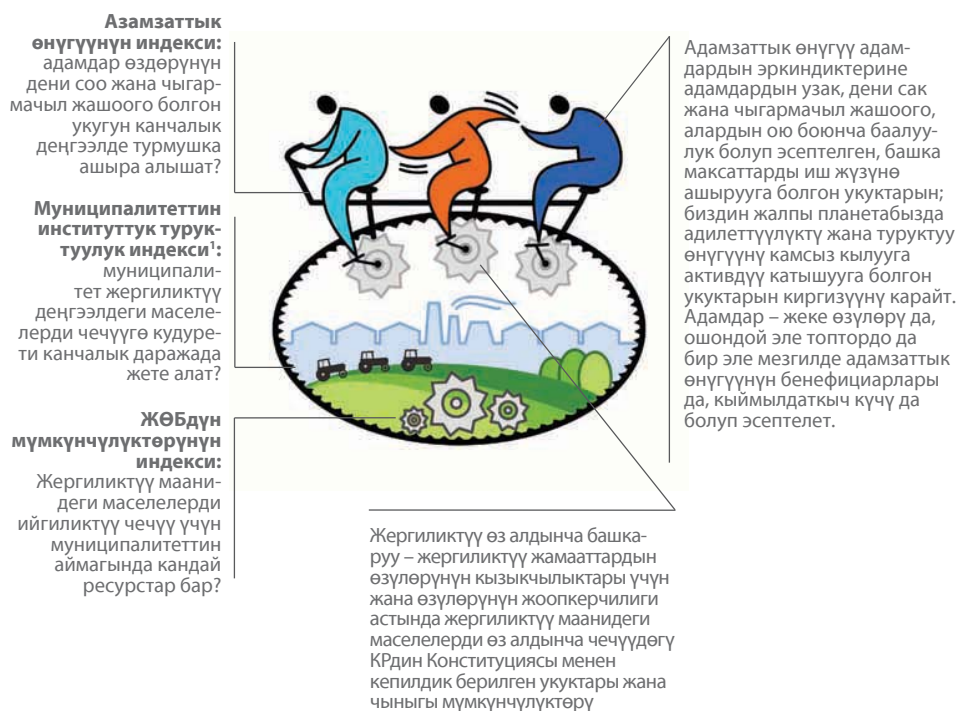 Азамзаттык
өнүгүүнүн индекси:
адамдар өздөрүнүн
дени соо жана чыгар-
мачыл жашоого болгон
укугун канчалык
деңгээлде турмушка
ашыра алышат?
Муниципалитеттин
институттук турук-
туулук индекси¹:
муниципали-
тет жергиликтүү
деңгээлдеги маселе-
лерди чечүүгө кудуре-
ти канчалык даражада
жете алат?
ЖӨБдүн
мүмкүнчүлүктөрүнүн
индекси:
Жергиликтүү маани-
деги маселелерди
ийгиликтүү чечүү үчүн
муниципалитеттин
аймагында кандай
ресурстар бар?
Адамзаттык өнүгүү адам-
дардын эркиндиктерине
адамдардын узак, дени сак
жана чыгармачыл жашоого,
алардын ою боюнча баалуу-
лук болуп эсептелген, башка
максаттарды иш жүзүнө
ашырууга болгон укуктарын;
биздин жалпы планетабызда
адилеттүүлүктү жана туруктуу
өнүгүүнү камсыз кылууга
активдүү катышууга болгон
укуктарын киргизүүнү карайт.
Адамдар – жеке өзүлөрү да,
ошондой эле топтордо да
бир эле мезгилде адамзаттык
өнүгүүнүн бенефициарлары
да, кыймылдаткыч күчү да
болуп эсептелет.
Жергиликтүү өз алдынча башка-
руу – жергиликтүү жамааттардын
өзүлөрүнүн кызыкчылыктары үчүн
жана өзүлөрүнүн жоопкерчилиги
астында жергиликтүү маанидеги
маселелерди өз алдынча чечүүдөгү
КРдин Конституциясы менен
кепилдик берилген укуктары жана
чыныгы мүмкүнчүлүктөрү